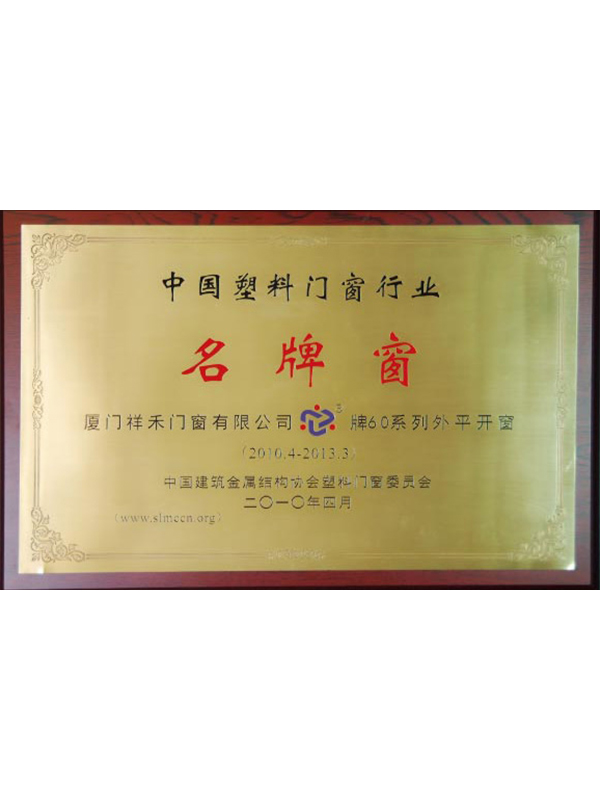 中国塑料门窗行业
名牌窗
厦门祥禾门窗有限公司 3 牌60系列外平开窗
(2010.4-2013.3)
中国建筑金属结构协会塑料门窗委员会
二〇一〇年四月
(www.slmccn.org)